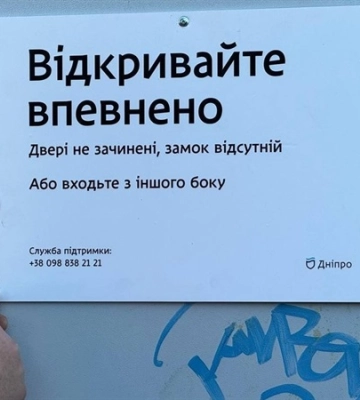 Відкривайте
впевнено
Двері не зачинені, замок відсутній
Або входьте з іншого боку
Служба підтримки:
+38 098 838 21 21
Дніпро